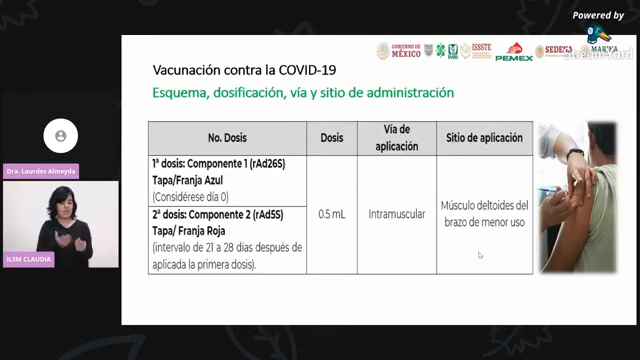 Powered by
StreamYard
GOBIERNO DE
MÉXICO
IMSS
ISSSTE
PEMEX
SEDENA
MARINA
Vacunación contra la COVID-19
Esquema, dosificación, vía y sitio de administración
No. Dosis
Dosis
Vía de
aplicación
Sitio de aplicación
1ª dosis: Componente 1 (rAd26S)
Tapa/Franja Azul
(Considérese día 0)
2ª dosis: Componente 2 (rAd5S)
Tapa/ Franja Roja
(intervalo de 21 a 28 días después de
aplicada la primera dosis).
0.5 mL
Intramuscular
Músculo deltoides del
brazo de menor uso
Dra. Lourdes Almeyda
ILSM CLAUDIA